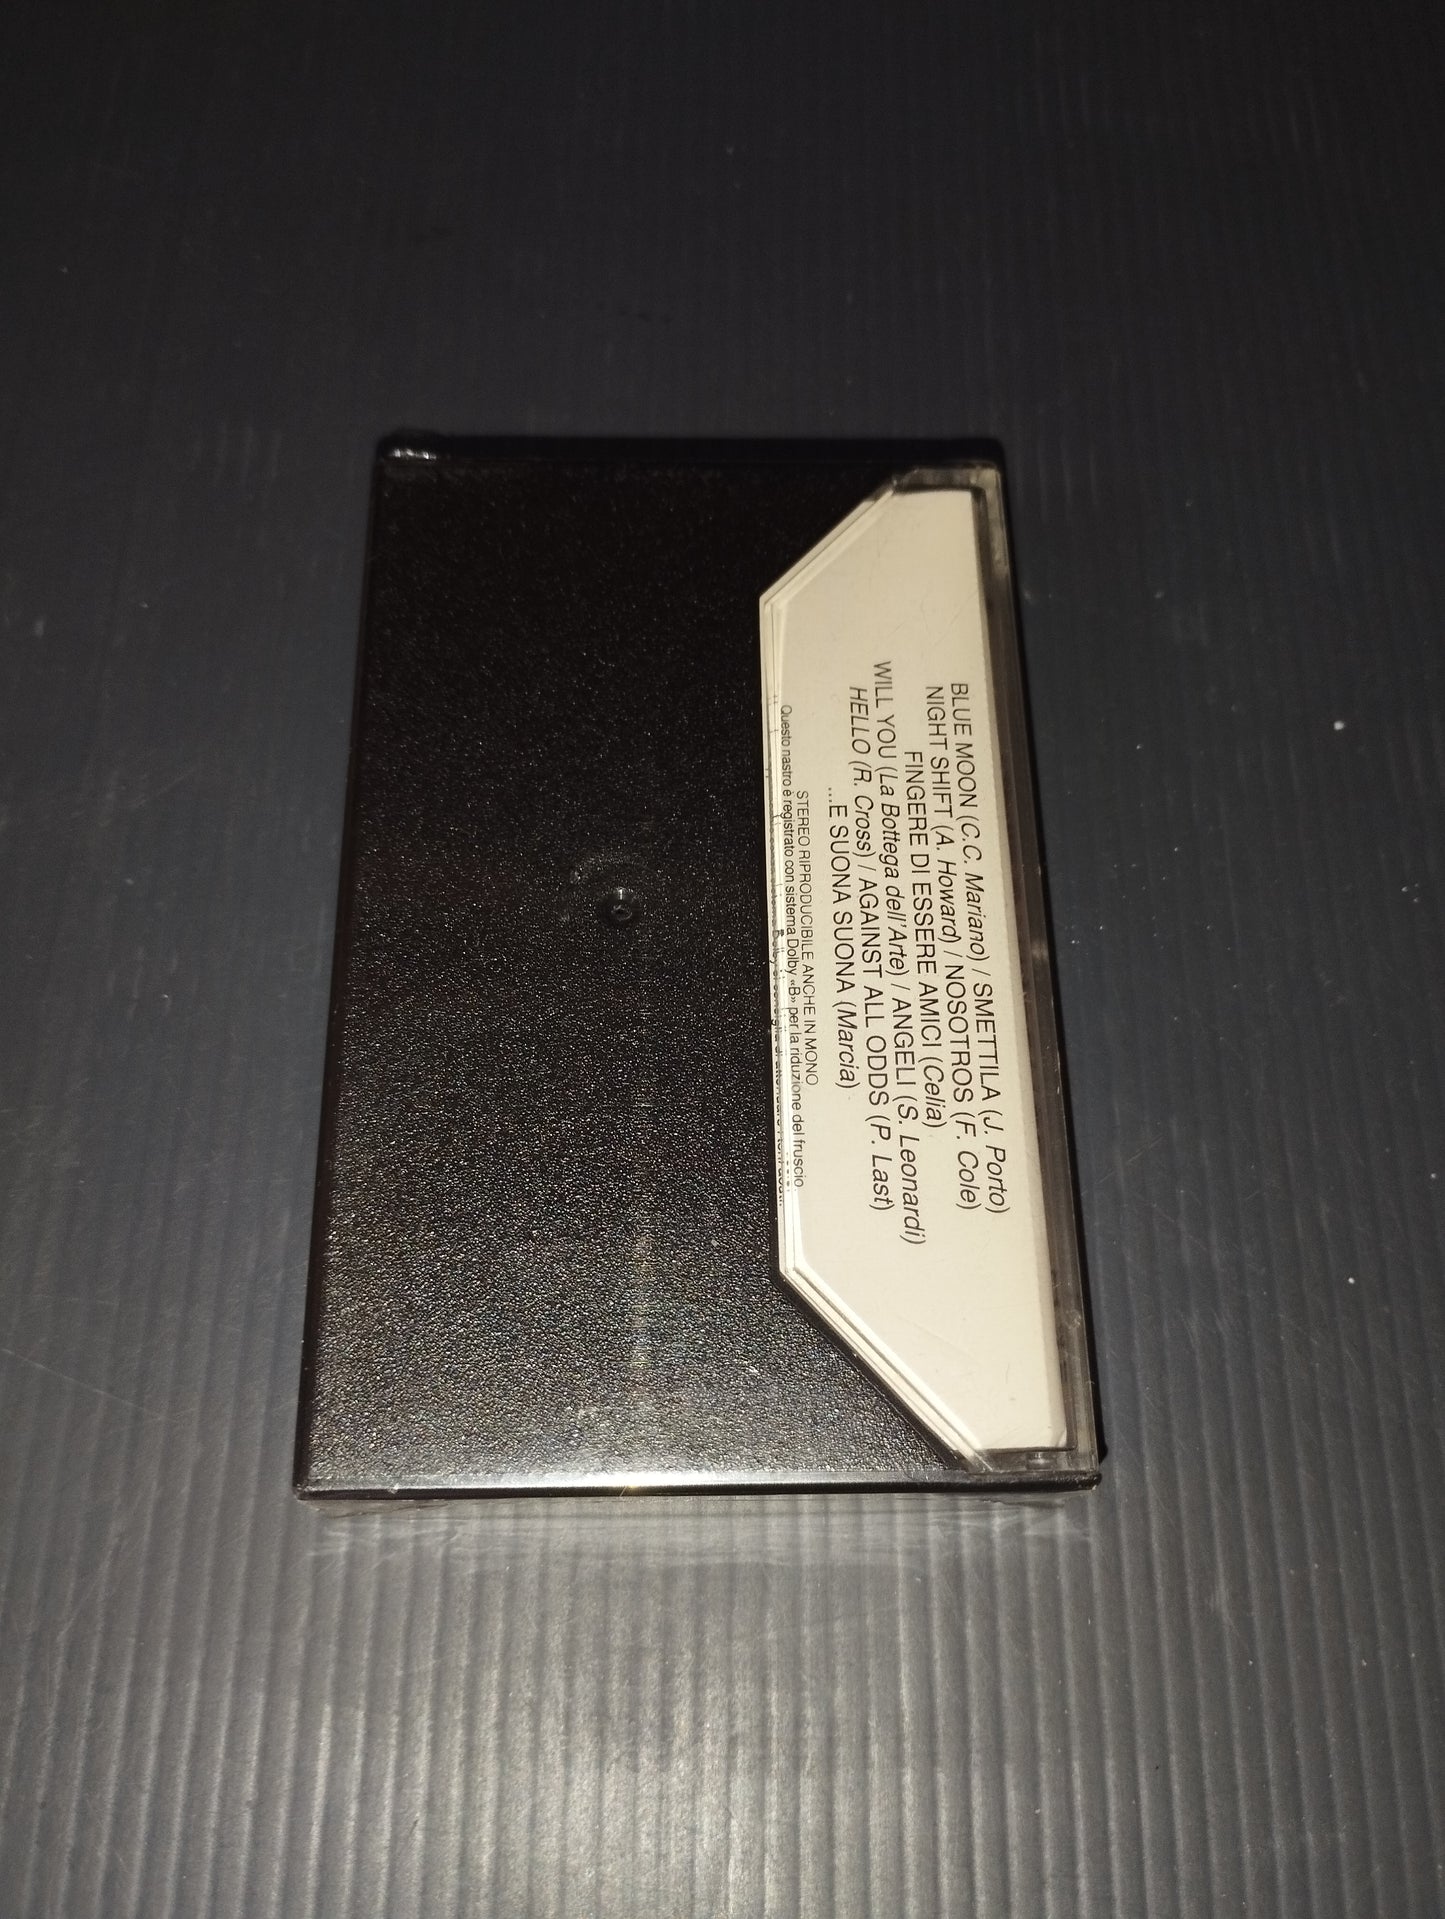 BLUE MOON (C.C. Mariano) / SMETTILA (J. Porto)
NIGHT SHIFT (A. Howard) / NOSOTROS (F. Cole)
FINGERE DI ESSERE AMICI (Celia)
WILL YOU (La Bottega dell'Arte) / ANGELI (S. Leonardi)
HELLO (R. Cross) / AGAINST ALL ODDS (P. Last)
...E SUONA SUONA (Marcia)
STEREO RIPRODUCIBILE ANCHE IN MONO
Questo nastro è registrato con sistema Dolby «B» per la riduzione del fruscio